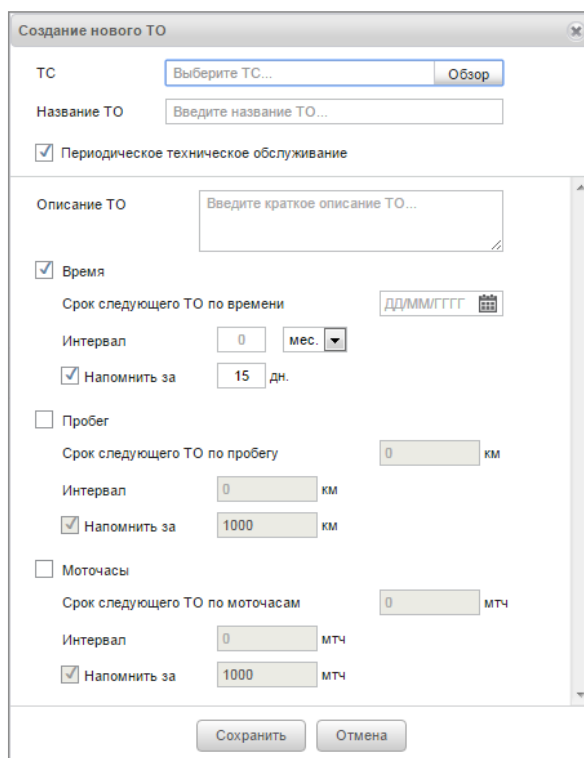 Создание нового ТО
ТС Выберите ТС... Обзор
Название ТО Введите название ТО...
Периодическое техническое обслуживание
Описание ТО Введите краткое описание ТО...
Время
Срок следующего ТО по времени ДД/ММ/ГГГГ
Интервал 0 мес.
Напомнить за 15 дн.
Пробег
Срок следующего ТО по пробегу 0 км
Интервал 0 км
Напомнить за 1000 км
Моточасы
Срок следующего ТО по моточасам 0 мтч
Интервал 0 мтч
Напомнить за 1000 мтч
Сохранить Отмена